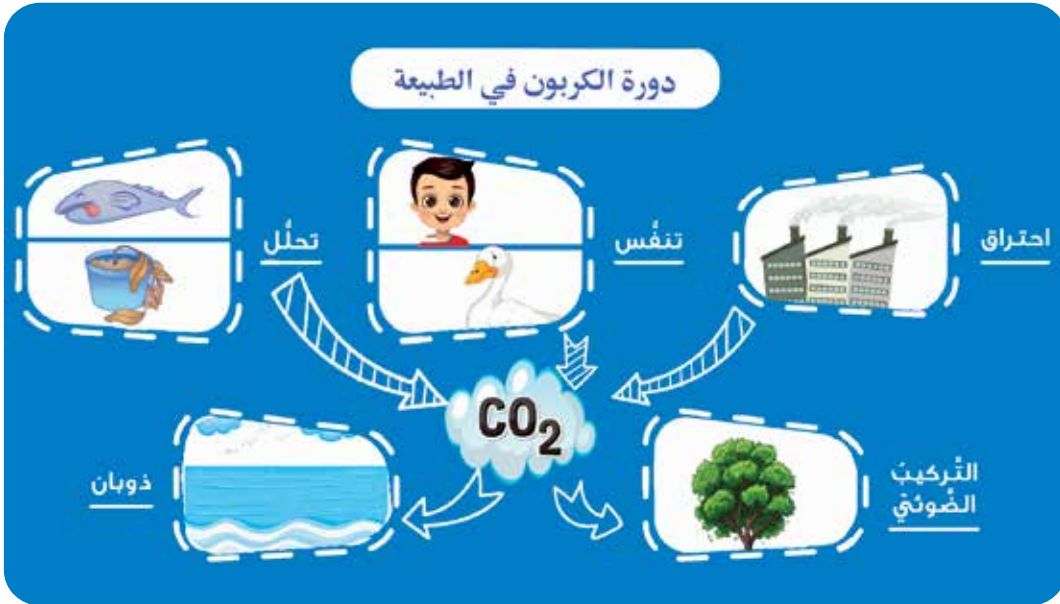 دورة الكربون في الطبيعة
احتراق
تنفُّس
تحلُّل
CO₂
التَّركيبُ
الضَّوئيّ
ذوبان